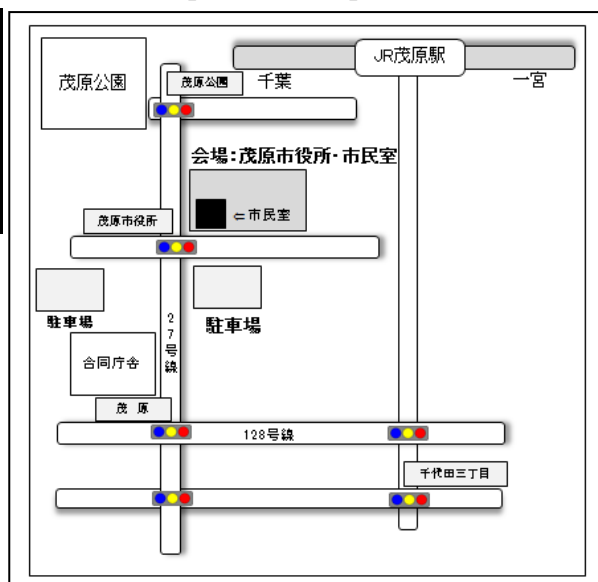 JR茂原駅
茂原公園
茂原公園
千葉
一宮
会場：茂原市役所・市民室
⇐市民室
茂原市役所
駐車場
駐車場
27号線
合同庁舎
茂 原
128号線
千代田三丁目